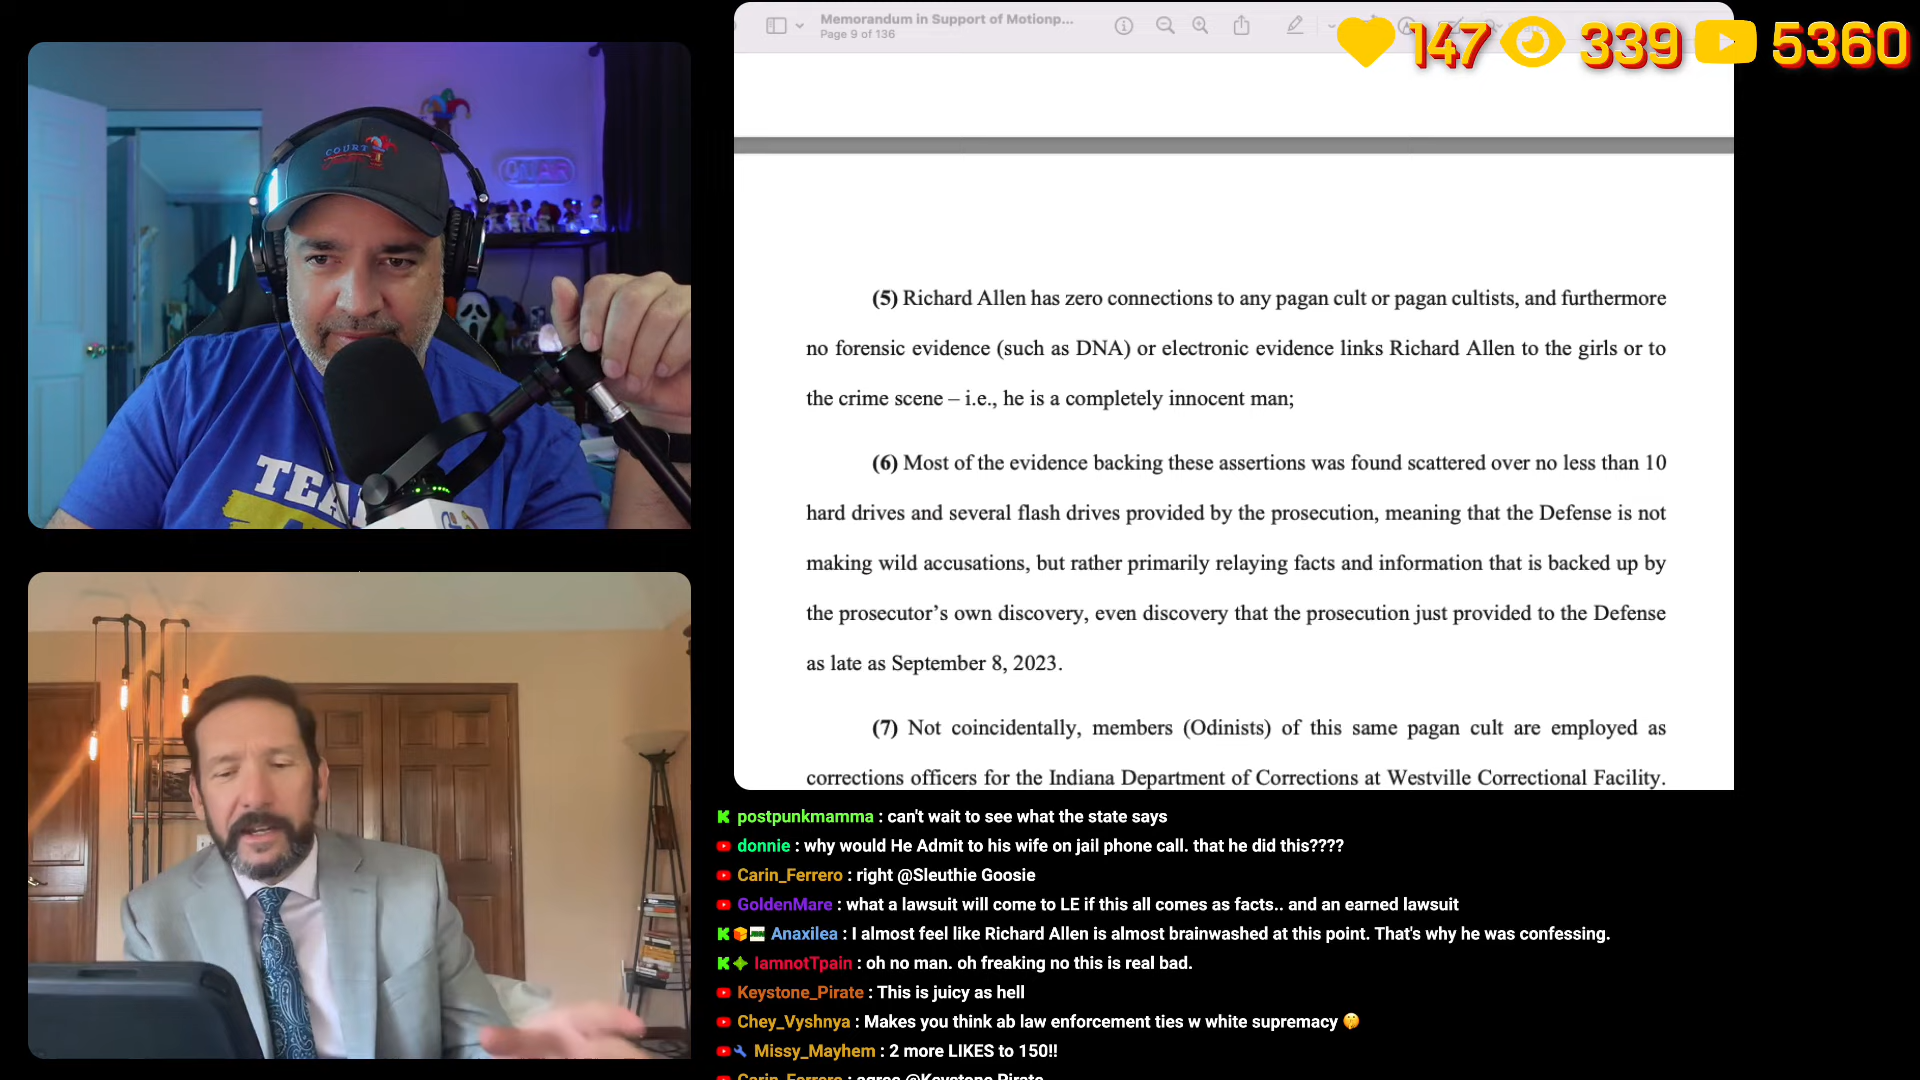 COURT
ON AIR
TEA
Memorandum in Support of Motionp...
Page 9 of 136
147
339
5360
(5) Richard Allen has zero connections to any pagan cult or pagan cultists, and furthermore
no forensic evidence (such as DNA) or electronic evidence links Richard Allen to the girls or to
the crime scene – i.e., he is a completely innocent man;
(6) Most of the evidence backing these assertions was found scattered over no less than 10
hard drives and several flash drives provided by the prosecution, meaning that the Defense is not
making wild accusations, but rather primarily relaying facts and information that is backed up by
the prosecutor’s own discovery, even discovery that the prosecution just provided to the Defense
as late as September 8, 2023.
(7) Not coincidentally, members (Odinists) of this same pagan cult are employed as
corrections officers for the Indiana Department of Corrections at Westville Correctional Facility.
postpunkmamma : can't wait to see what the state says
donnie : why would He Admit to his wife on jail phone call. that he did this????
Carin_Ferrero : right @Sleuthie Goosie
GoldenMare : what a lawsuit will come to LE if this all comes as facts.. and an earned lawsuit
Anaxilea : I almost feel like Richard Allen is almost brainwashed at this point. That's why he was confessing.
IamnotTpain : oh no man. oh freaking no this is real bad.
Keystone_Pirate : This is juicy as hell
Chey_Vyshnya : Makes you think ab law enforcement ties w white supremacy 🤫
Missy_Mayhem : 2 more LIKES to 150!!
Carin_Ferrero : agree @Keystone Pirate